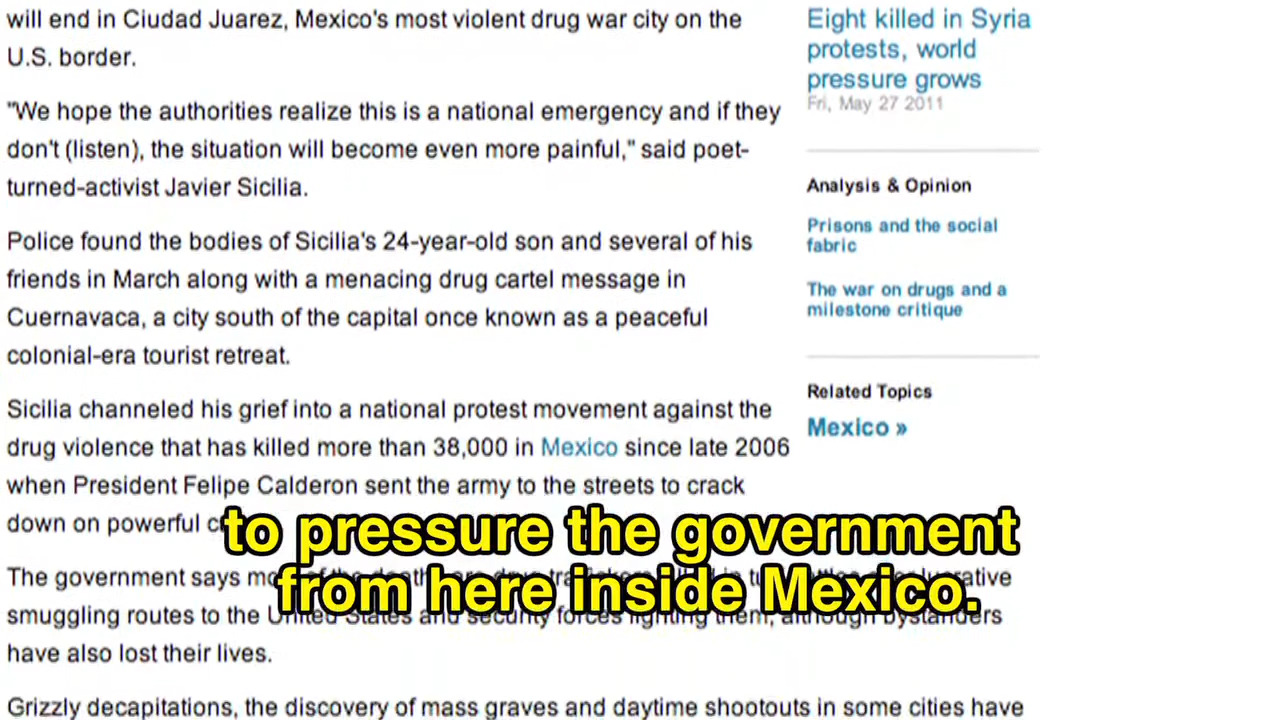 will end in Ciudad Juarez, Mexico's most violent drug war city on the
U.S. border.
"We hope the authorities realize this is a national emergency and if they
don't (listen), the situation will become even more painful," said poet-
turned-activist Javier Sicilia.
Police found the bodies of Sicilia's 24-year-old son and several of his
friends in March along with a menacing drug cartel message in
Cuernavaca, a city south of the capital once known as a peaceful
colonial-era tourist retreat.
Sicilia channeled his grief into a national protest movement against the
drug violence that has killed more than 38,000 in Mexico since late 2006
when President Felipe Calderon sent the army to the streets to crack
down on powerful
The government says
smuggling routes to the United States and security forces fighting them, although bystanders
have also lost their lives.
Grizzly decapitations, the discovery of mass graves and daytime shootouts in some cities have
Eight killed in Syria
protests, world
pressure grows
Fri, May 27 2011
Analysis & Opinion
Prisons and the social
fabric
The war on drugs and a
milestone critique
Related Topics
Mexico »
to pressure the government
from here inside Mexico.